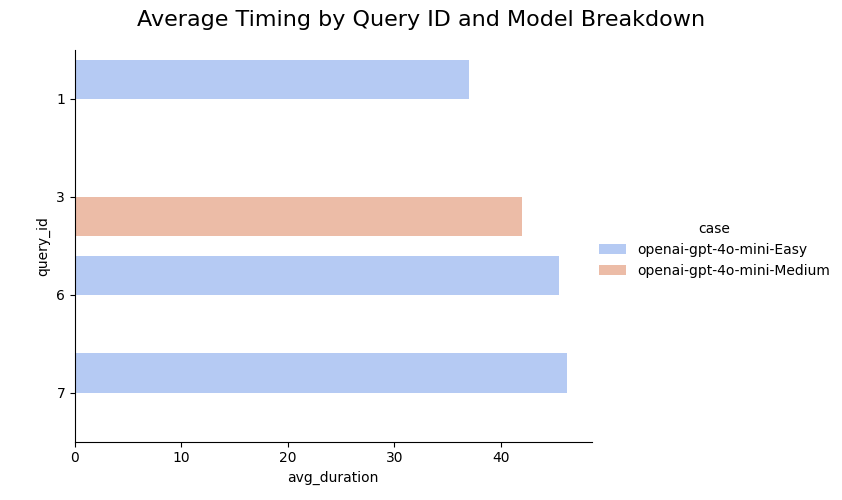 Average Timing by Query ID and Model Breakdown
query_id
1
3
6
7
0 10 20 30 40
avg_duration
case
openai-gpt-4o-mini-Easy
openai-gpt-4o-mini-Medium